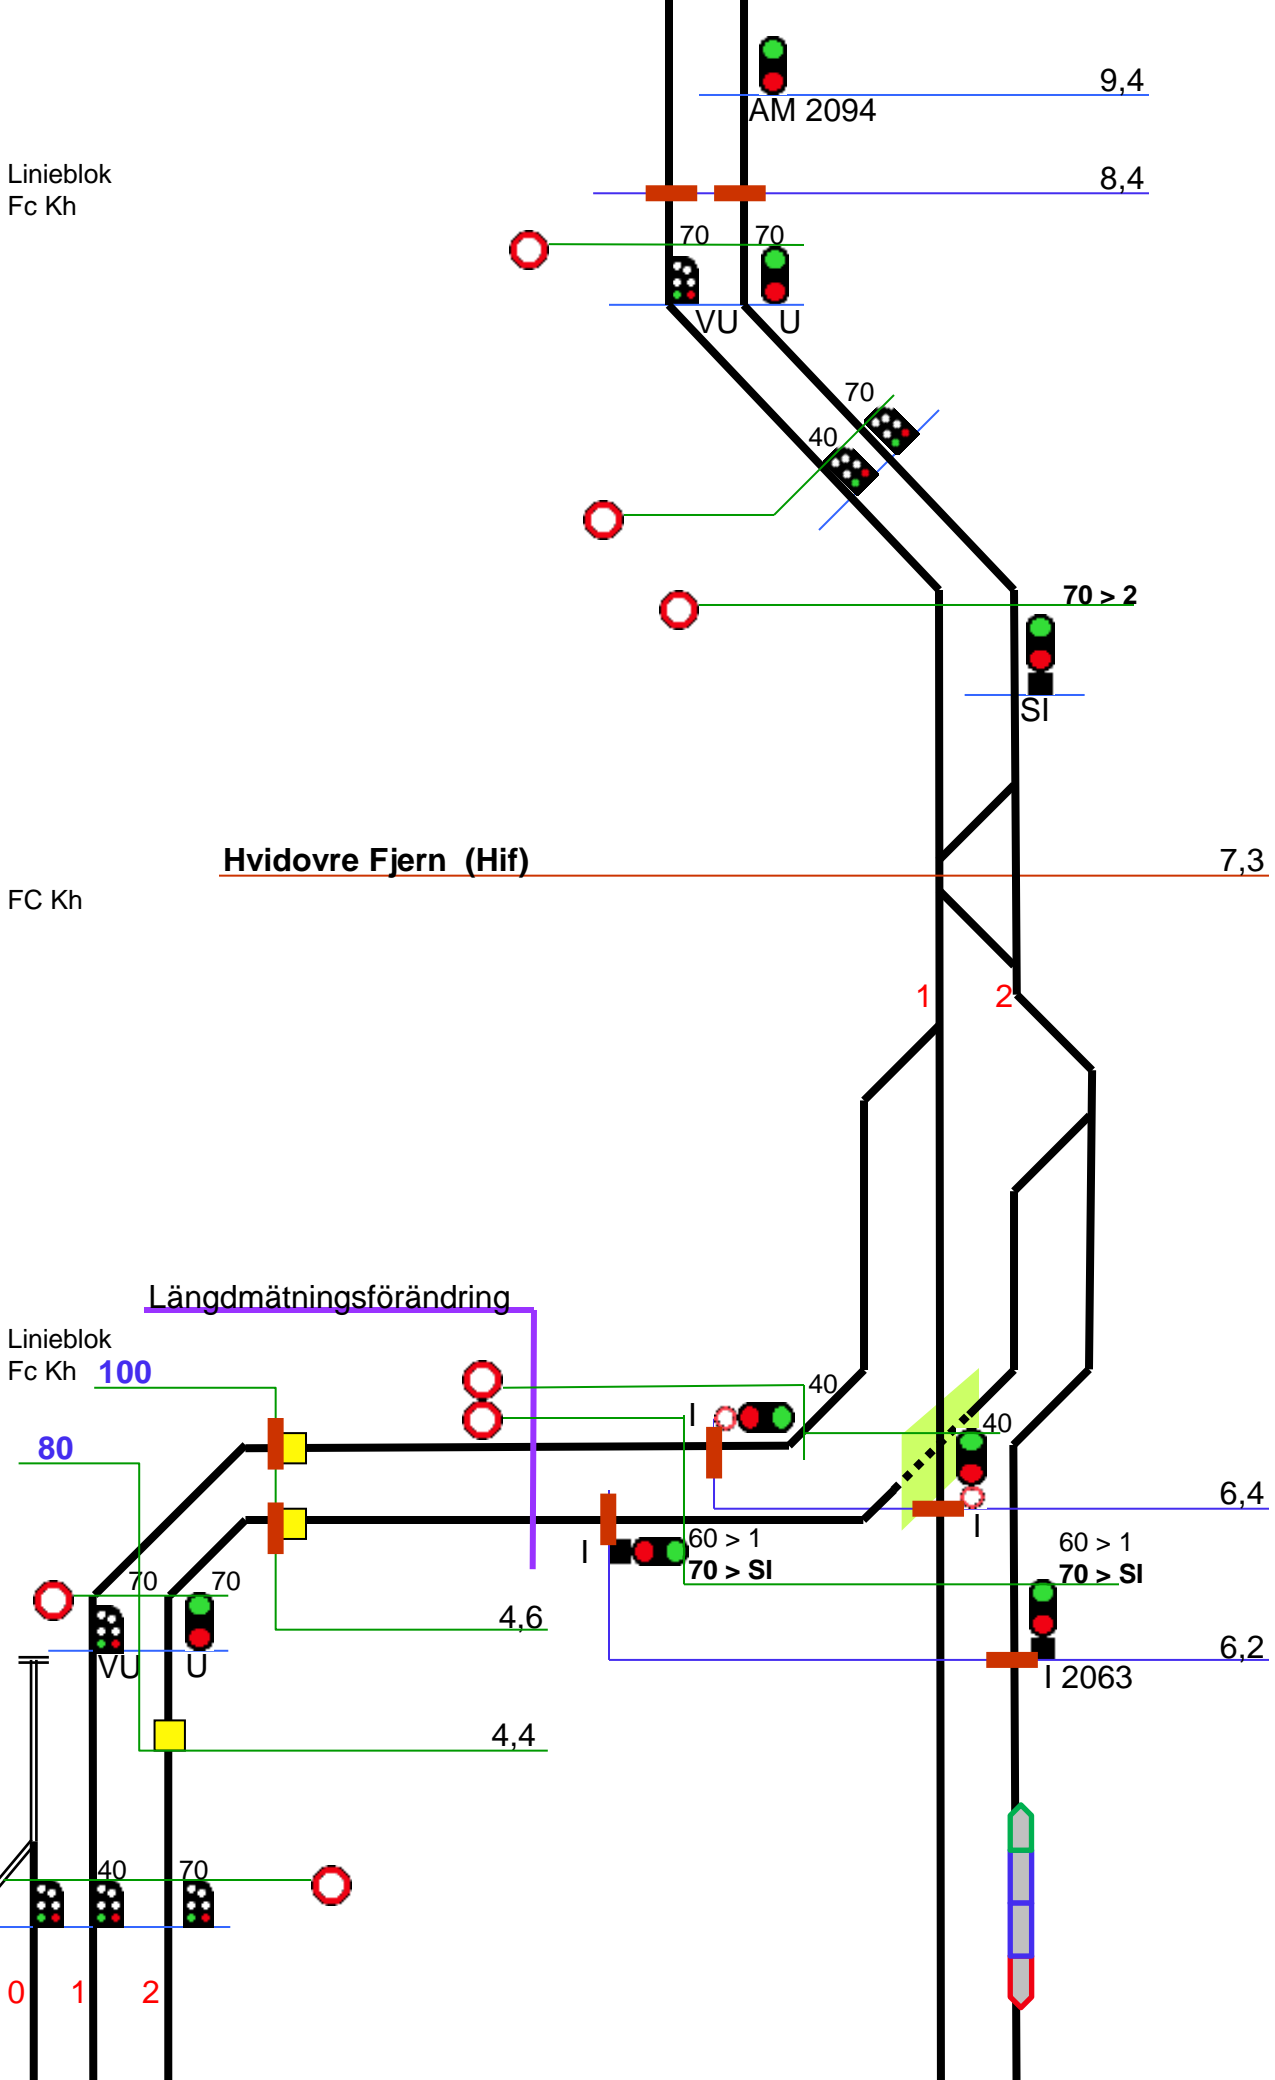 9,4
AM 2094
Linieblok
Fc Kh
8,4
70
70
VU
U
70
40
70 > 2
SI
Hvidovre Fjern (Hif)
7,3
FC Kh
1
2
Längdmätningsförändring
Linieblok
Fc Kh
100
40
I
40
80
6,4
I
60 > 1
70 > SI
I
60 > 1
70 > SI
70
70
4,6
6,2
VU
U
I 2063
4,4
40
70
0
1
2